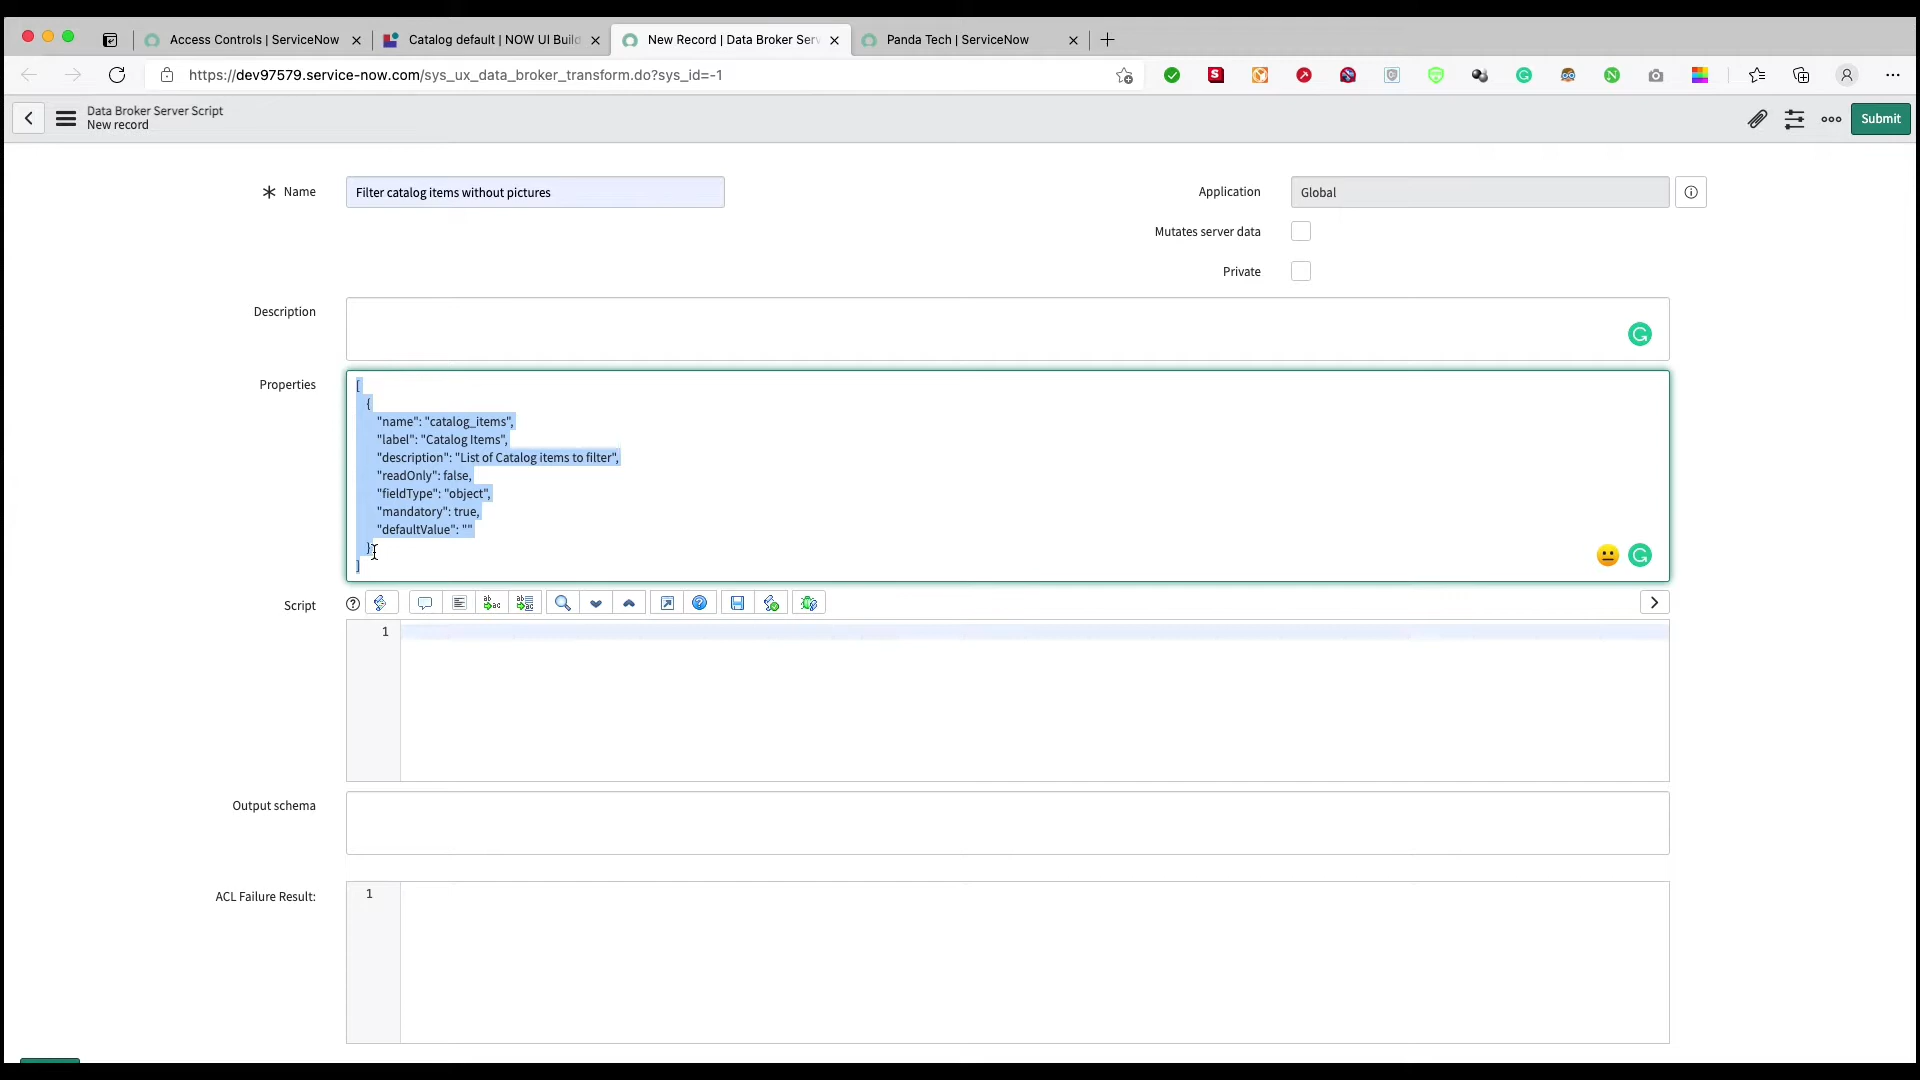 Access Controls | ServiceNow
Catalog default | NOW UI Build
New Record | Data Broker Serv
Panda Tech | ServiceNow
https://dev97579.service-now.com/sys_ux_data_broker_transform.do?sys_id=-1
Data Broker Server Script
New record
Submit
Name
Filter catalog items without pictures
Application
Global
Mutates server data
Private
Description
Properties
[
{
"name": "catalog_items",
"label": "Catalog Items",
"description": "List of Catalog items to filter",
"readOnly": false,
"fieldType": "object",
"mandatory": true,
"defaultValue": ""
}
]
Script
1
Output schema
ACL Failure Result:
1